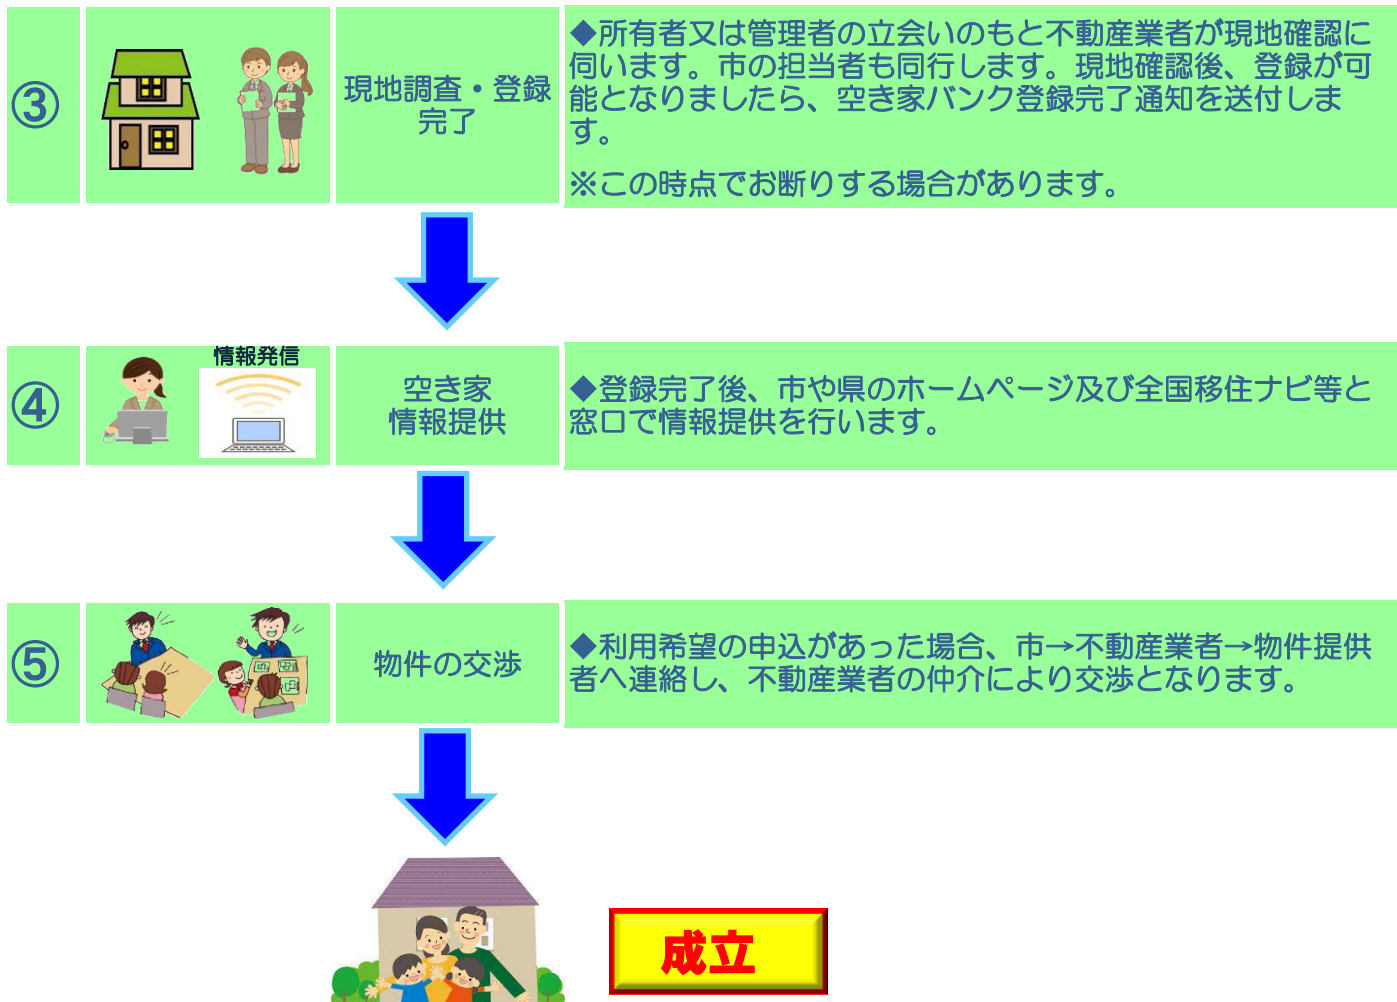 ③
現地調査・登録
完了
◆所有者又は管理者の立会いのもと不動産業者が現地確認に
伺います。市の担当者も同行します。現地確認後、登録が可
能となりましたら、空き家バンク登録完了通知を送付しま
す。
※この時点でお断りする場合があります。
④
情報発信
空き家
情報提供
◆登録完了後、市や県のホームページ及び全国移住ナビ等と
窓口で情報提供を行います。
⑤
物件の交渉
◆利用希望の申込があった場合、市→不動産業者→物件提供
者へ連絡し、不動産業者の仲介により交渉となります。
成立